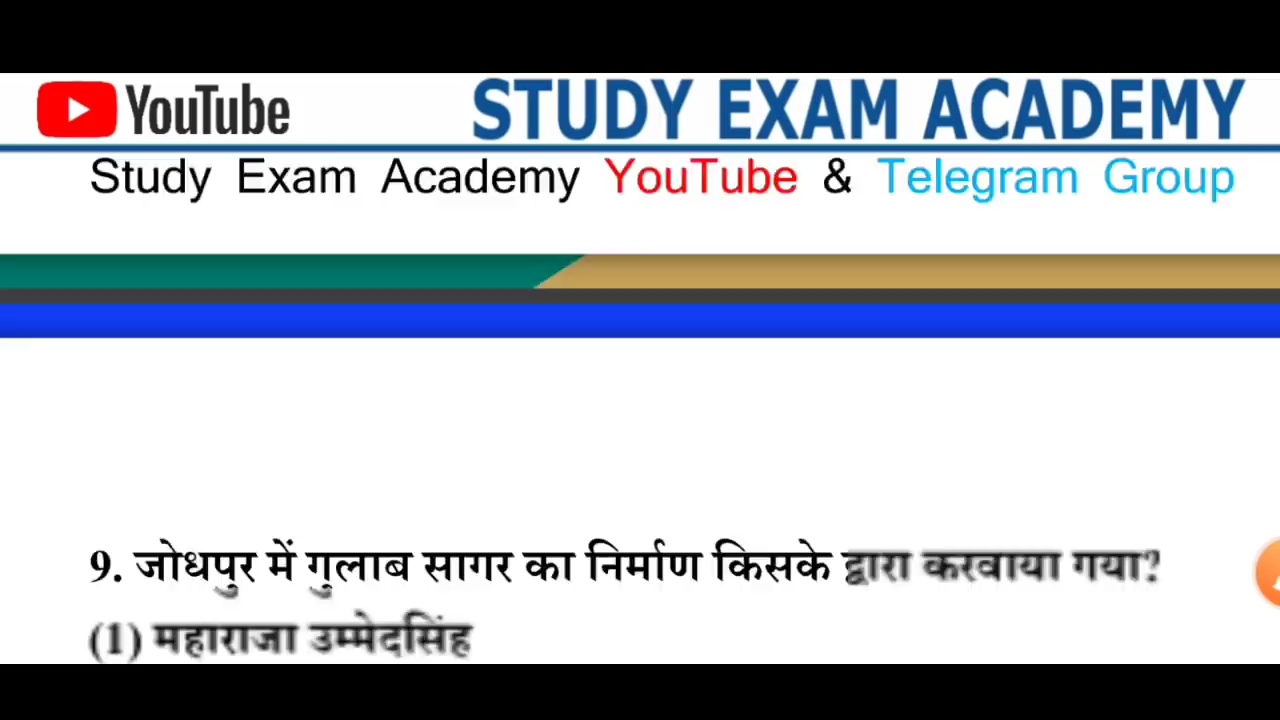 YouTube STUDY EXAM ACADEMY
Study Exam Academy YouTube & Telegram Group
9. जोधपुर में गुलाब सागर का निर्माण किसके द्वारा करवाया गया?
(1) महाराजा उम्मेदसिंह